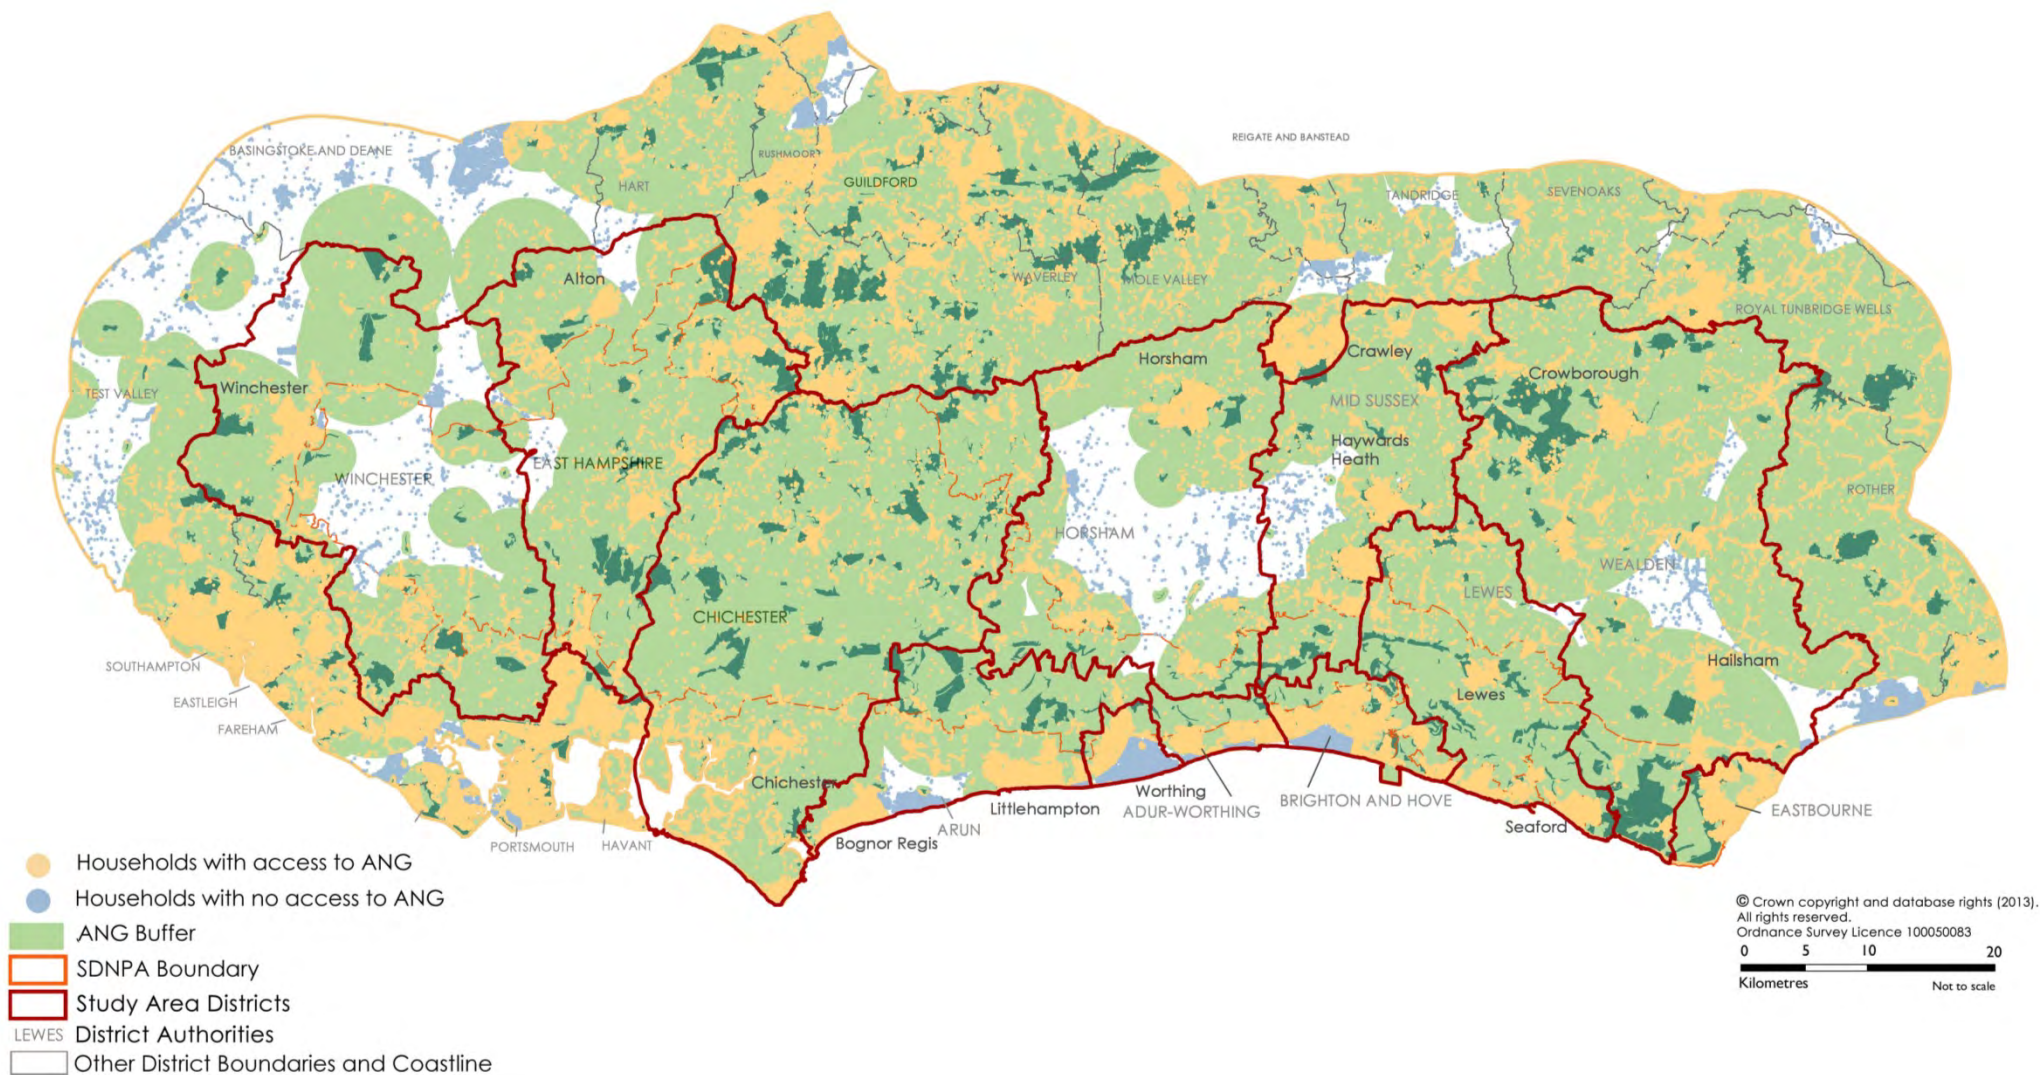 REIGATE AND BANSTEAD
BASINGSTOKE AND DEANE
RUSHMOOR
HART
GUILDFORD
TANDRIDGE
SEVENOAKS
Alton
WAVERLEY
MOLE VALLEY
ROYAL TUNBRIDGE WELLS
Horsham
Crawley
Crowborough
TEST VALLEY
Winchester
MID SUSSEX
Haywards
Heath
EAST HAMPSHIRE
WINCHESTER
ROTHER
HORSHAM
WEALDEN
LEWES
CHICHESTER
SOUTHAMPTON
Hailsham
EASTLEIGH
Lewes
FAREHAM
Chichester
Worthing
BRIGHTON AND HOVE
Littlehampton
ADUR-WORTHING
EASTBOURNE
ARUN
Seaford
PORTSMOUTH
HAVANT
Bognor Regis
Households with access to ANG
Households with no access to ANG
ANG Buffer
SDNPA Boundary
Study Area Districts
LEWES District Authorities
Other District Boundaries and Coastline
© Crown copyright and database rights (2013).
All rights reserved.
Ordnance Survey Licence 100050083
0 5 10 20
Kilometres
Not to scale